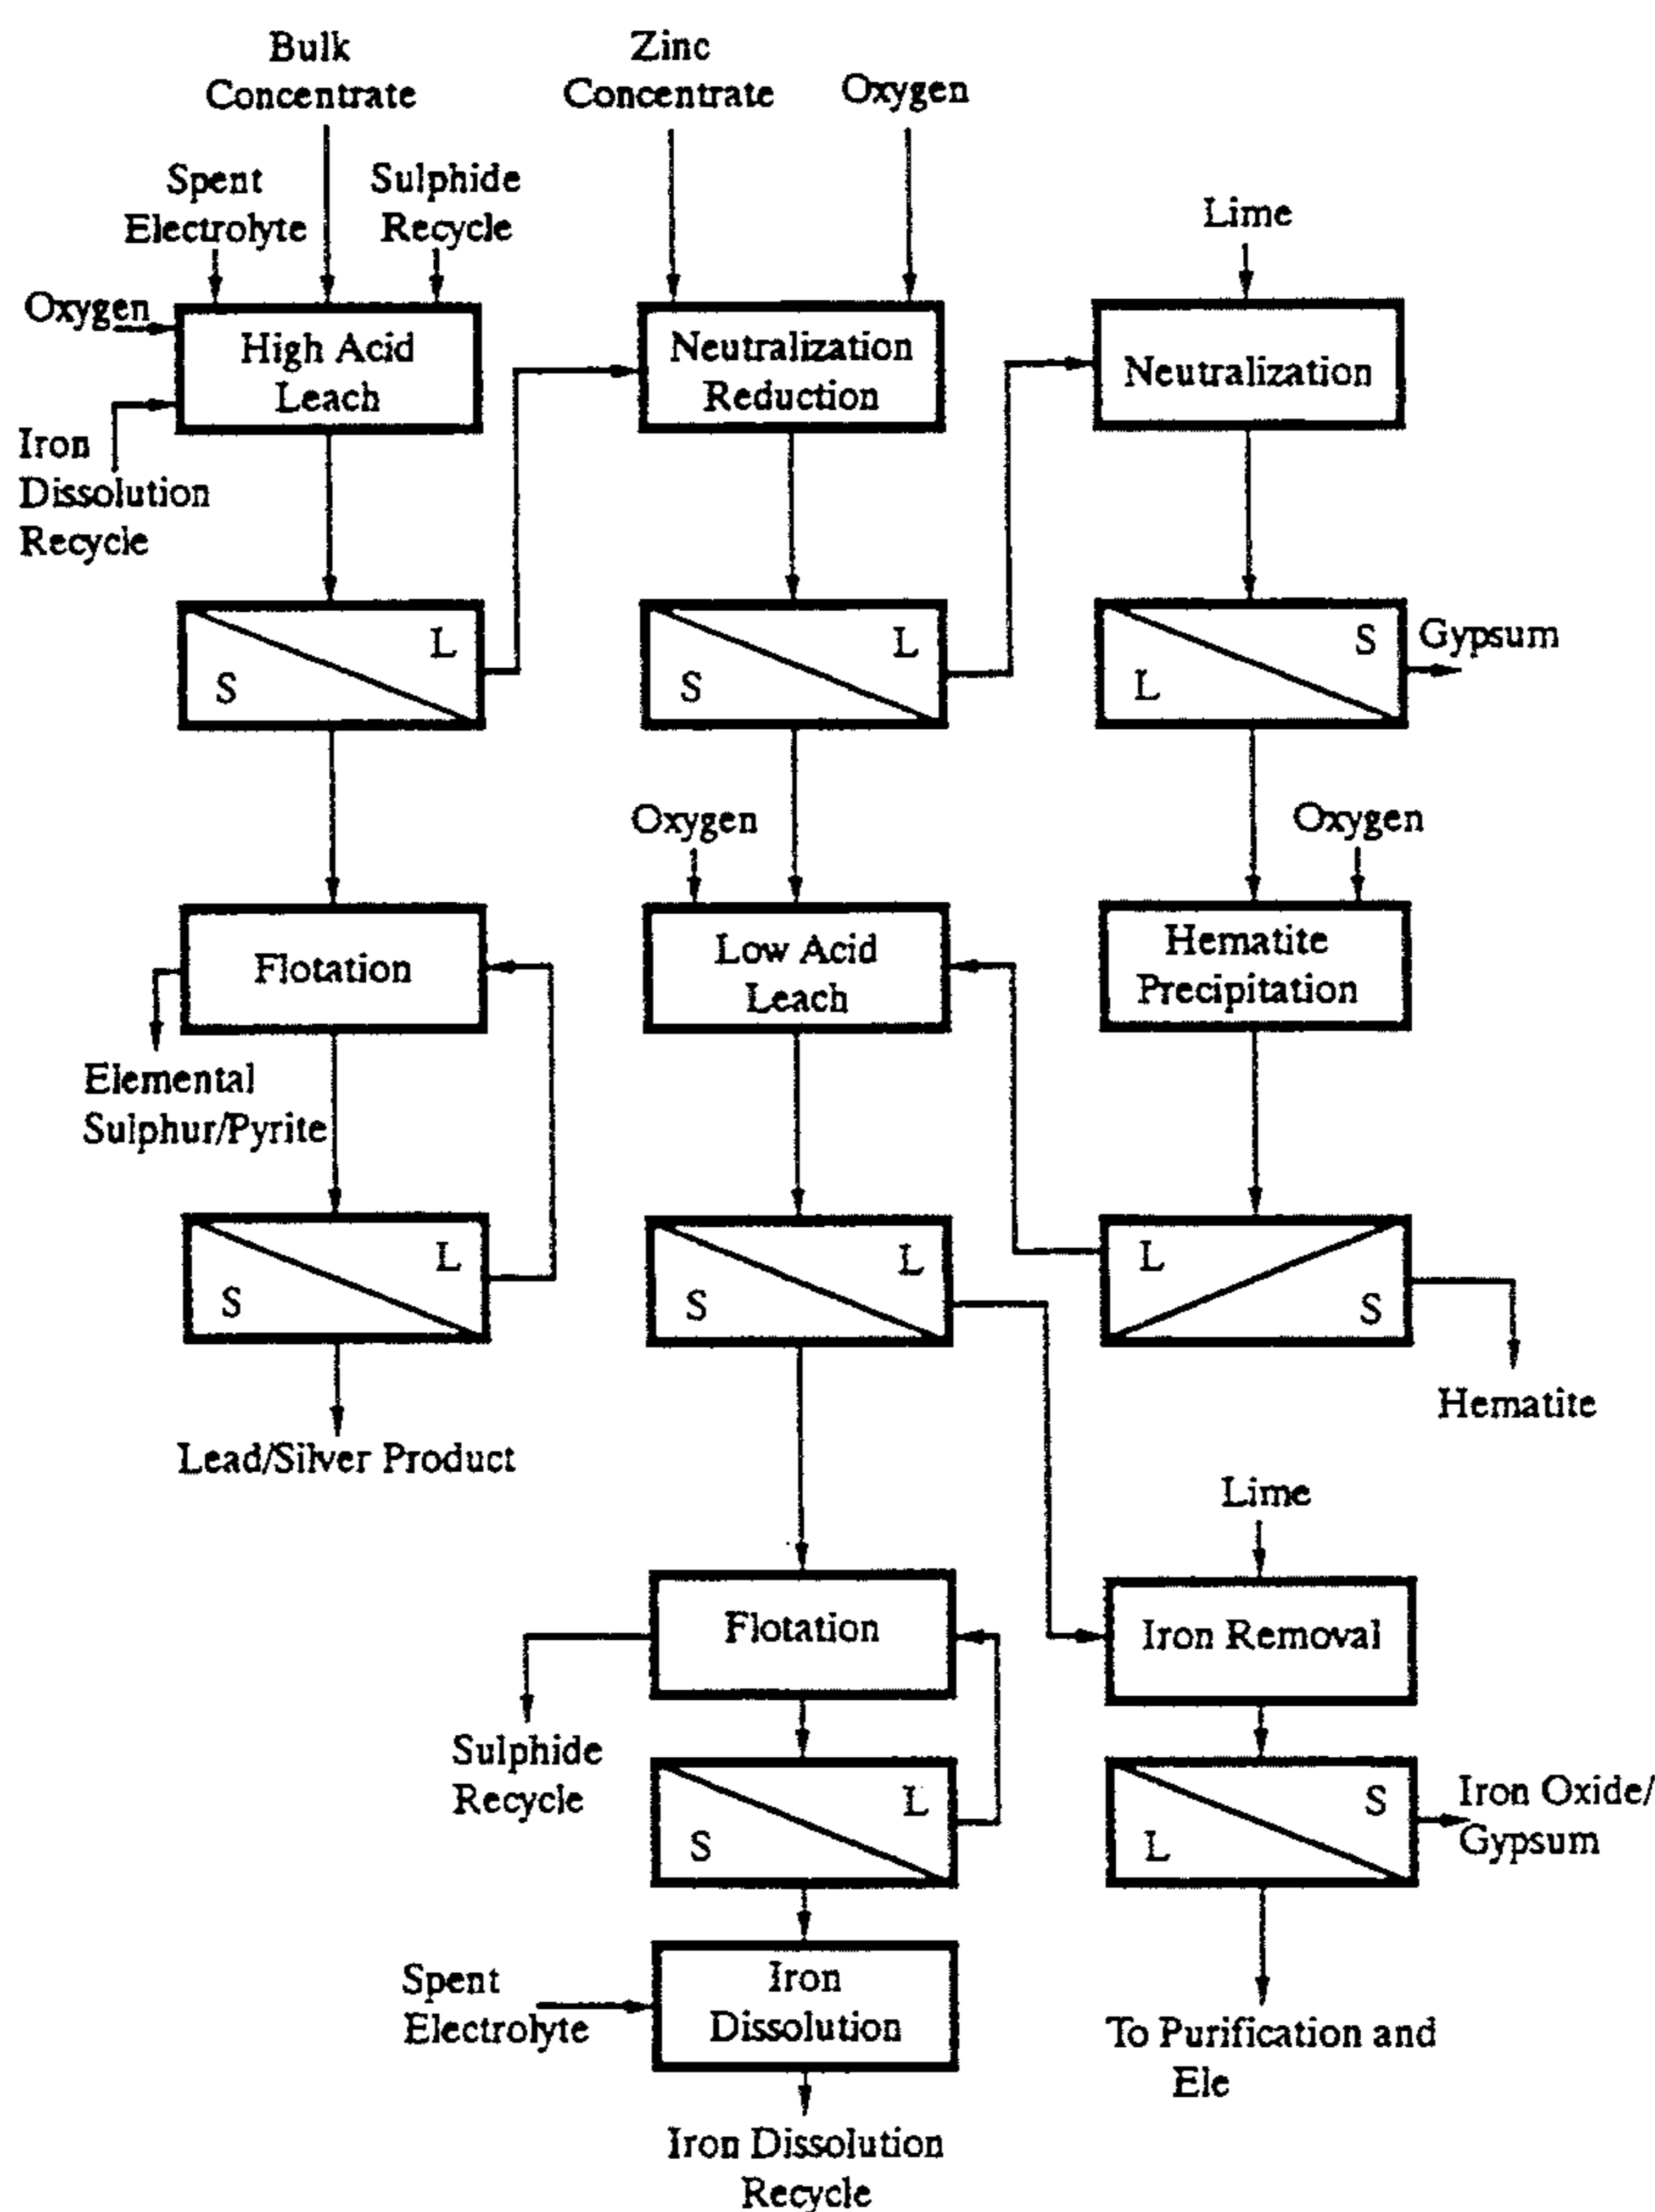 Bulk
Concentrate
Zinc
Concentrate
Oxygen
Spent
Electrolyte
Sulphide
Recycle
Lime
Oxygen
High Acid
Leach
Neutralization
Reduction
Neutralization
Iron
Dissolution
Recycle
L
S
L
S
S
L
Gypsum
Oxygen
Oxygen
Flotation
Low Acid
Leach
Hematite
Precipitation
Elemental
Sulphur/Pyrite
L
S
L
S
L
S
Hematite
Lead/Silver Product
Lime
Flotation
Iron Removal
Sulphide
Recycle
L
S
S
L
Iron Oxide/
Gypsum
Spent
Electrolyte
Iron
Dissolution
To Purification and
Ele
Iron Dissolution
Recycle